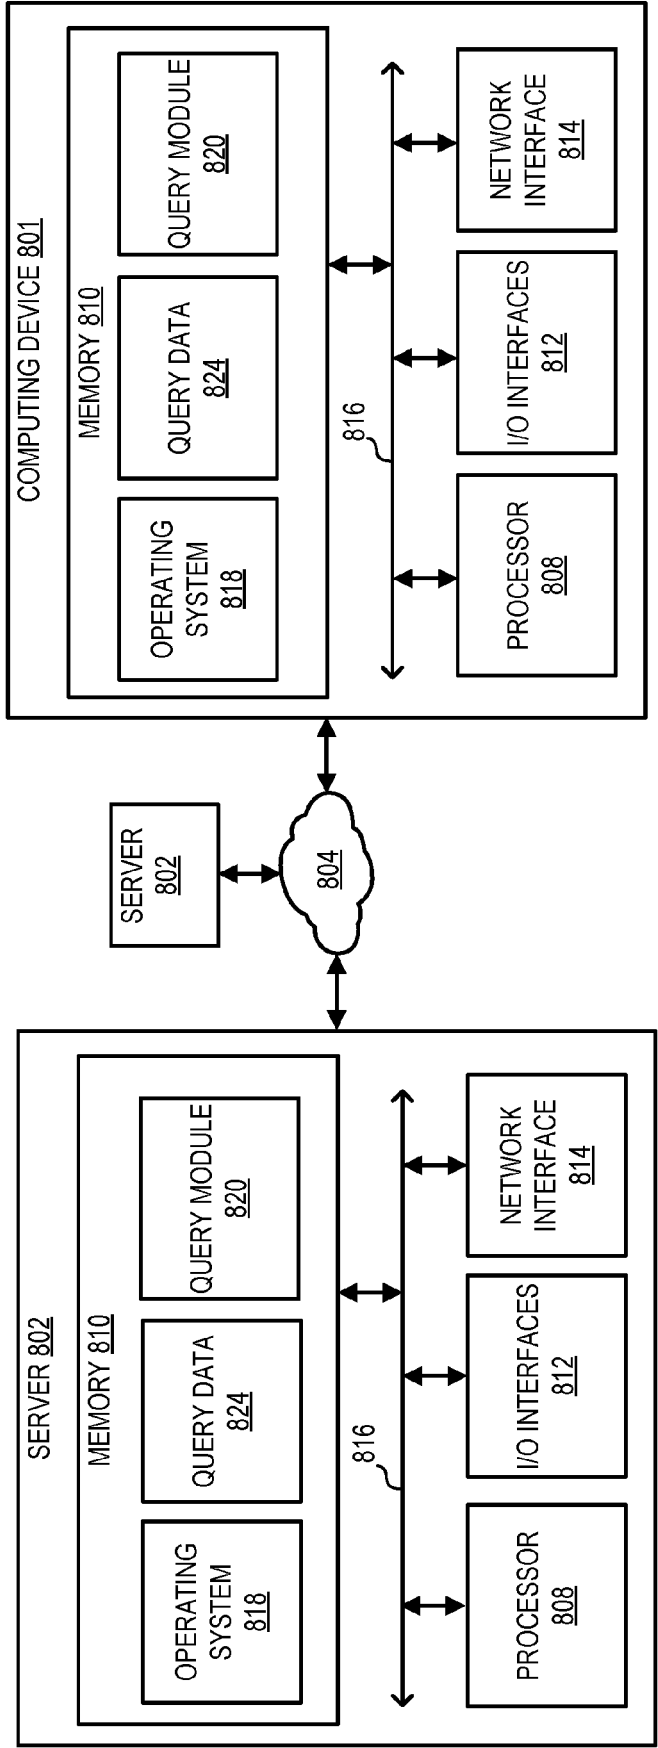 SERVER 802
MEMORY 810
OPERATING
SYSTEM
818
QUERY DATA
824
QUERY MODULE
820
816
PROCESSOR
808
I/O INTERFACES
812
NETWORK
INTERFACE
814
SERVER
802
804
COMPUTING DEVICE 801
MEMORY 810
OPERATING
SYSTEM
818
QUERY DATA
824
QUERY MODULE
820
816
PROCESSOR
808
I/O INTERFACES
812
NETWORK
INTERFACE
814